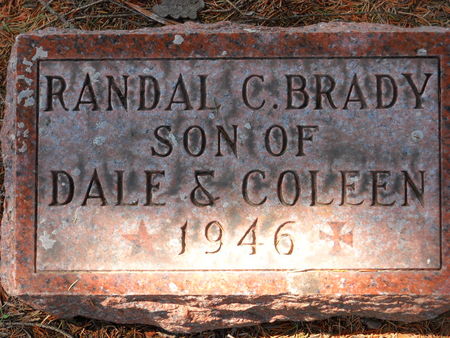 RANDAL C. BRADY
SON OF
DALE & COLEEN
1946